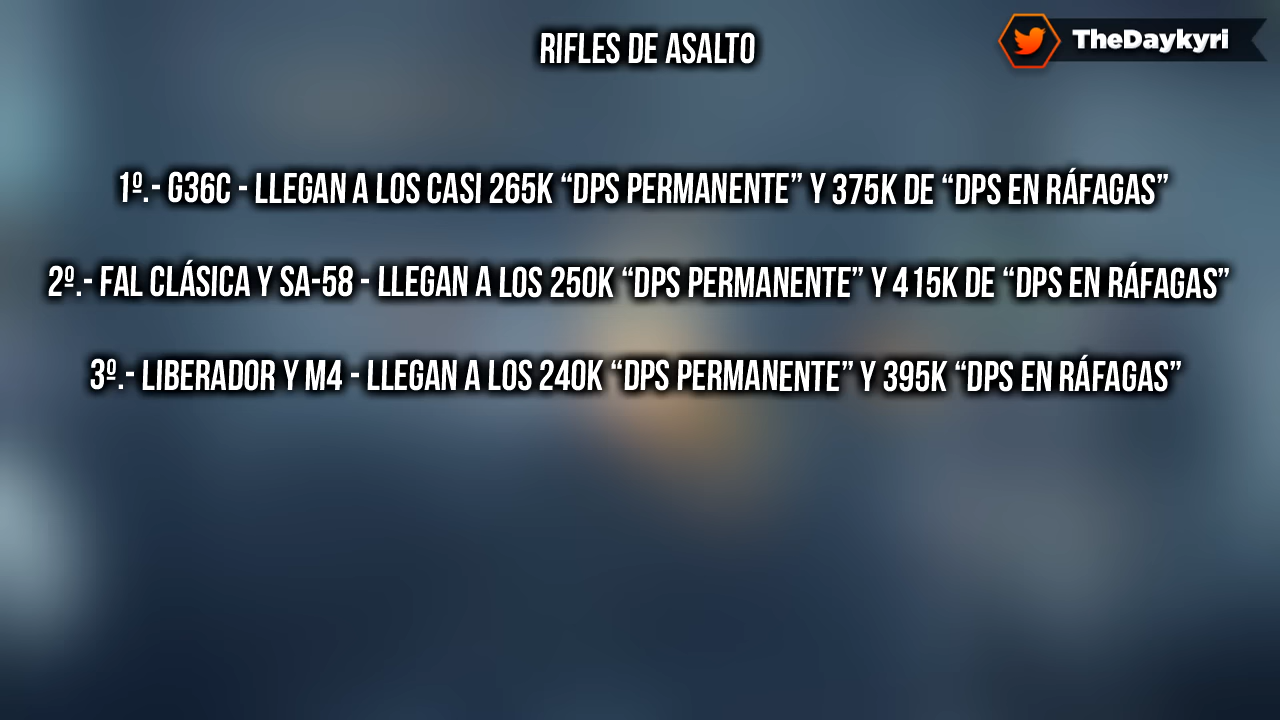 RIFLES DE ASALTO
TheDaykyri
1º.- G36C - LLEGAN A LOS CASI 265K “DPS PERMANENTE” Y 375K DE “DPS EN RÁFAGAS”
2º.- FAL CLÁSICA Y SA-58 - LLEGAN A LOS 250K “DPS PERMANENTE” Y 415K DE “DPS EN RÁFAGAS”
3º.- LIBERADOR Y M4 - LLEGAN A LOS 240K “DPS PERMANENTE” Y 395K “DPS EN RÁFAGAS”